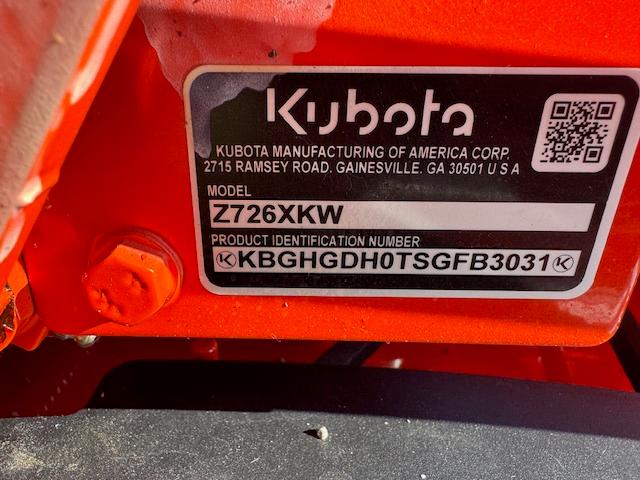 Kubota
KUBOTA MANUFACTURING OF AMERICA CORP.
2715 RAMSEY ROAD. GAINESVILLE. GA 30501 U S A
MODEL
Z726XKW
PRODUCT IDENTIFICATION NUMBER
KBGHGDH0TSGFB3031